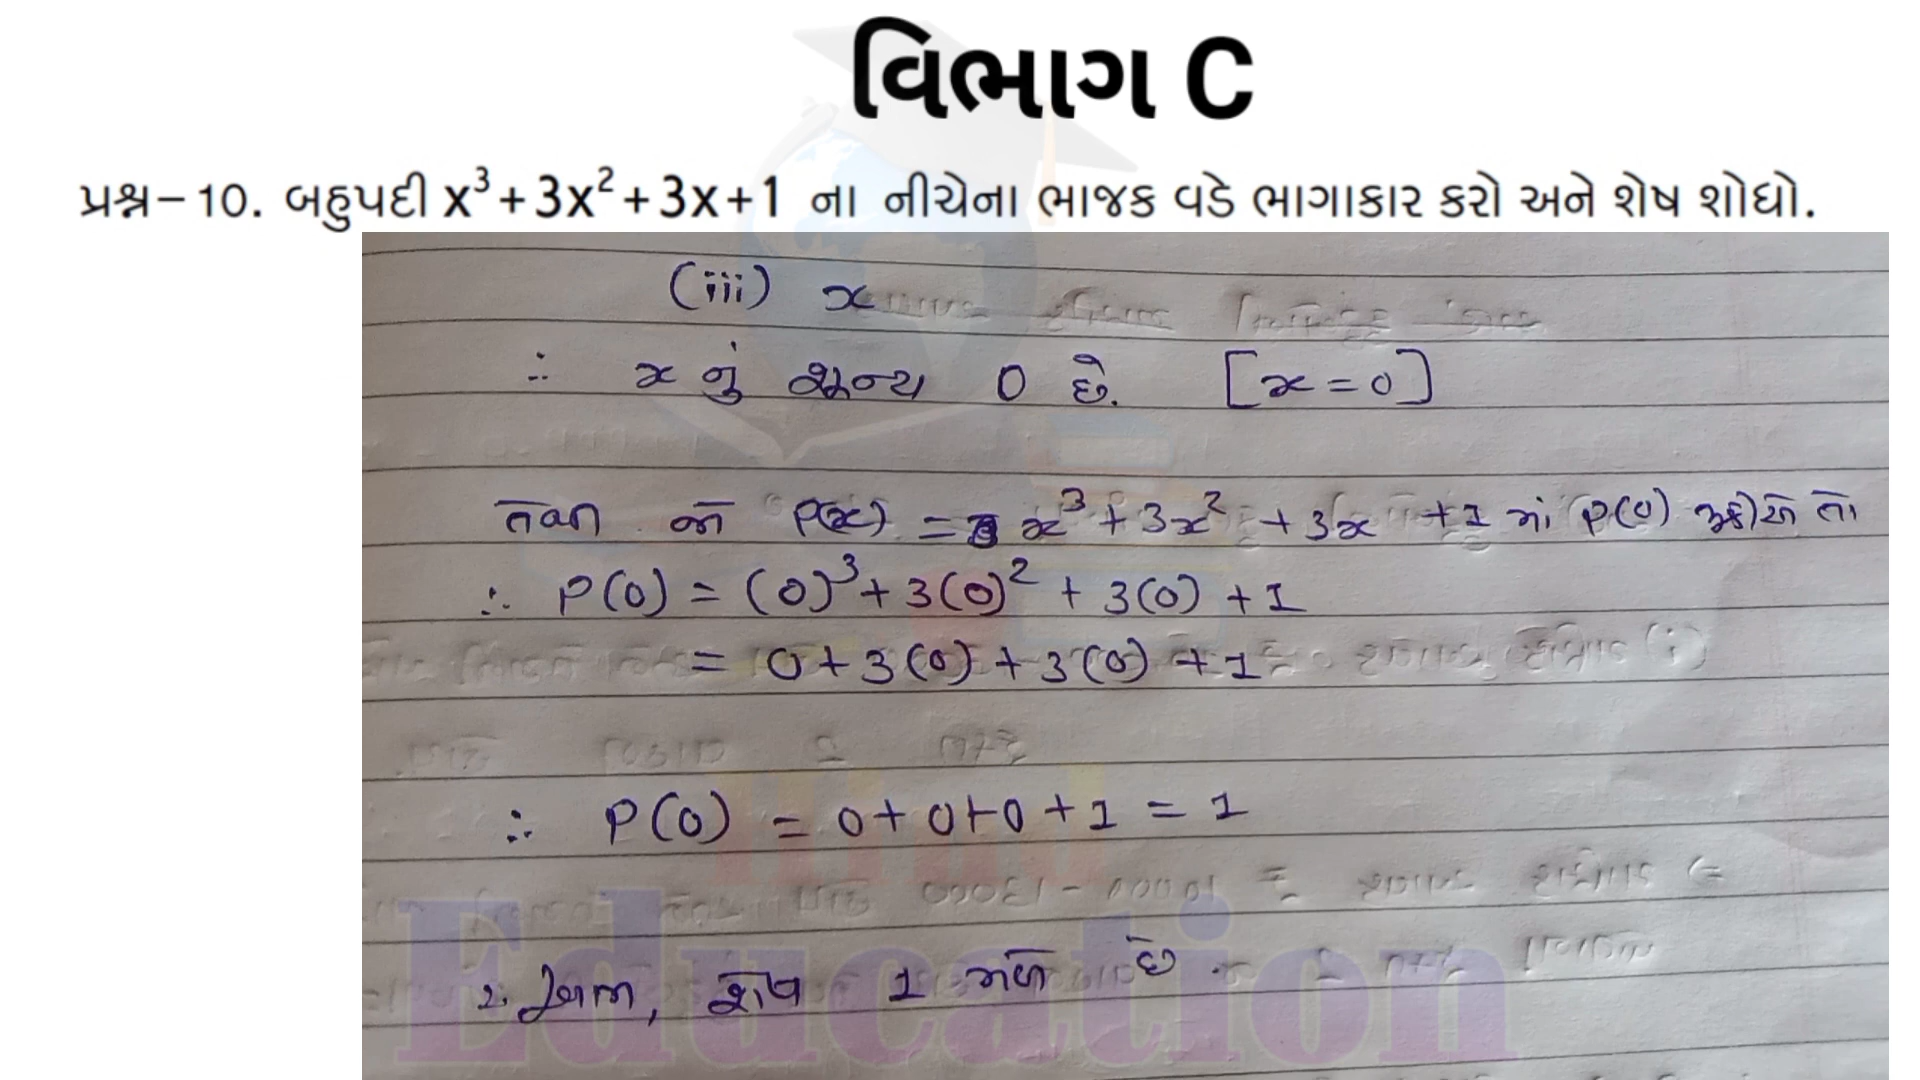 વિભાગ C
પ્રશ્ન-10. બહુપદી x³+3x²+3x+1 ના નીચેના ભાજક વડે ભાગાકાર કરો અને શેષ શોધો.
(iii) x
∴ x નું શૂન્ય 0 છે. [x=0]
P(x) = x³ + 3x² + 3x + 1 માં P(0) તો
∴ P(0) = (0)³ + 3(0)² + 3(0) + 1
= 0 + 3(0) + 3(0) + 1
∴ P(0) = 0 + 0 + 0 + 1 = 1
આમ, શેષ 1 મળે છે.
Hind
Education